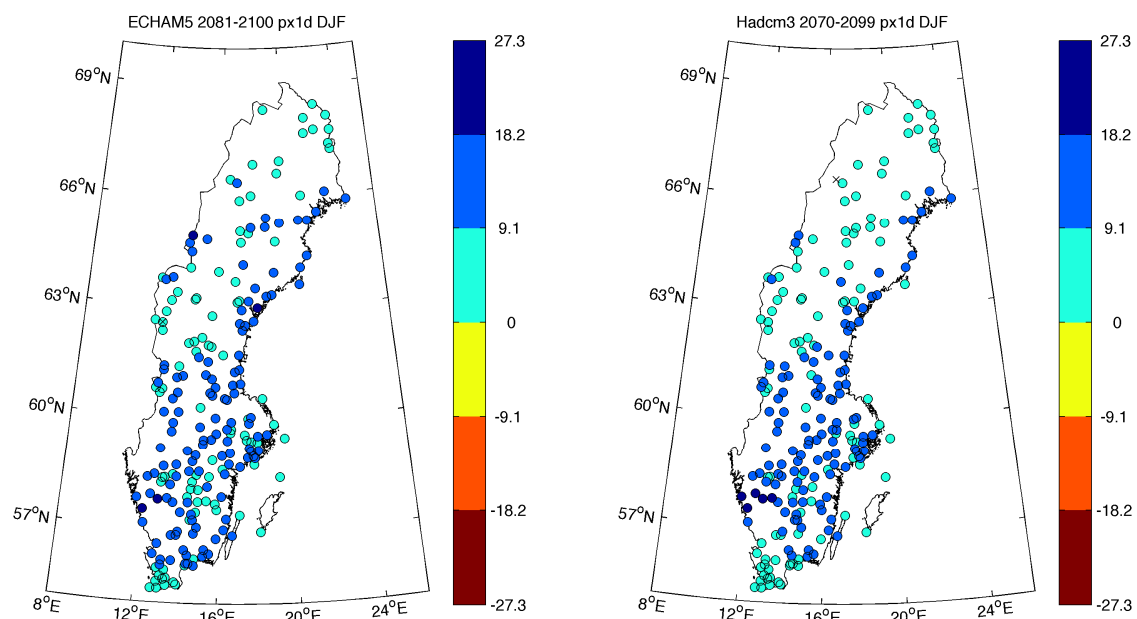 ECHAM5 2081-2100 px1d DJF
69°N
66°N
63°N
60°N
57°N
8°E
12°E
16°E
20°E
24°E
27.3
18.2
9.1
0
-9.1
-18.2
-27.3
Hadcm3 2070-2099 px1d DJF
69°N
66°N
63°N
60°N
57°N
8°E
12°E
16°E
20°E
24°E
27.3
18.2
9.1
0
-9.1
-18.2
-27.3